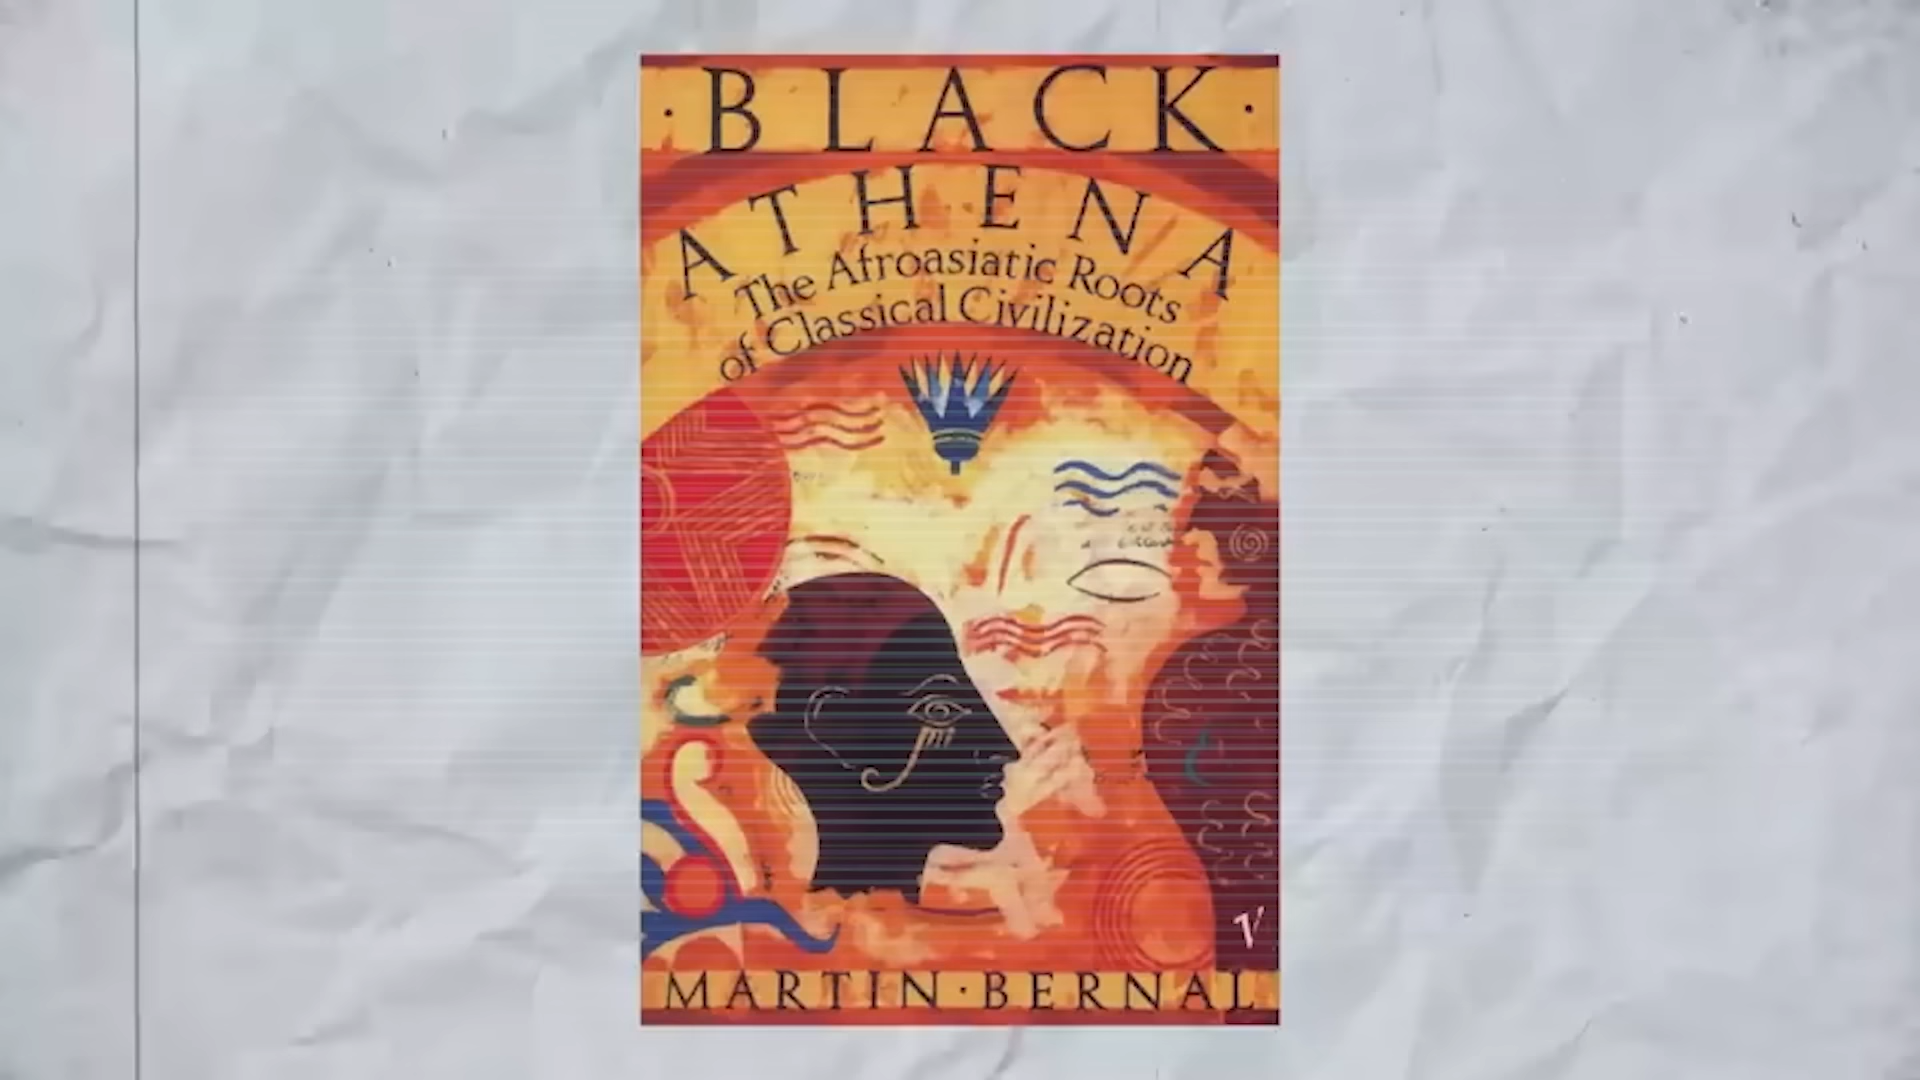 ·BLACK·
ATHENA
The Afroasiatic Roots
of Classical Civilization
V
MARTIN·BERNAL